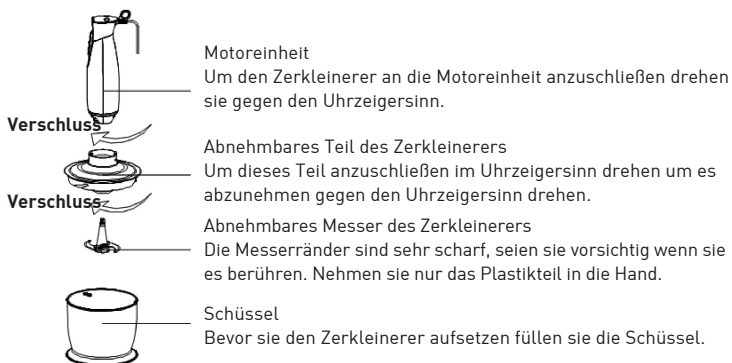 Motoreinheit
Um den Zerkleinerer an die Motoreinheit anzuschließen drehen
sie gegen den Uhrzeigersinn.
Verschluss
Abnehmbares Teil des Zerkleinerers
Um dieses Teil anzuschließen im Uhrzeigersinn drehen um es
abzunehmen gegen den Uhrzeigersinn drehen.
Verschluss
Abnehmbares Messer des Zerkleinerers
Die Messerränder sind sehr scharf, seien sie vorsichtig wenn sie
es berühren. Nehmen sie nur das Plastikteil in die Hand.
Schüssel
Bevor sie den Zerkleinerer aufsetzen füllen sie die Schüssel.